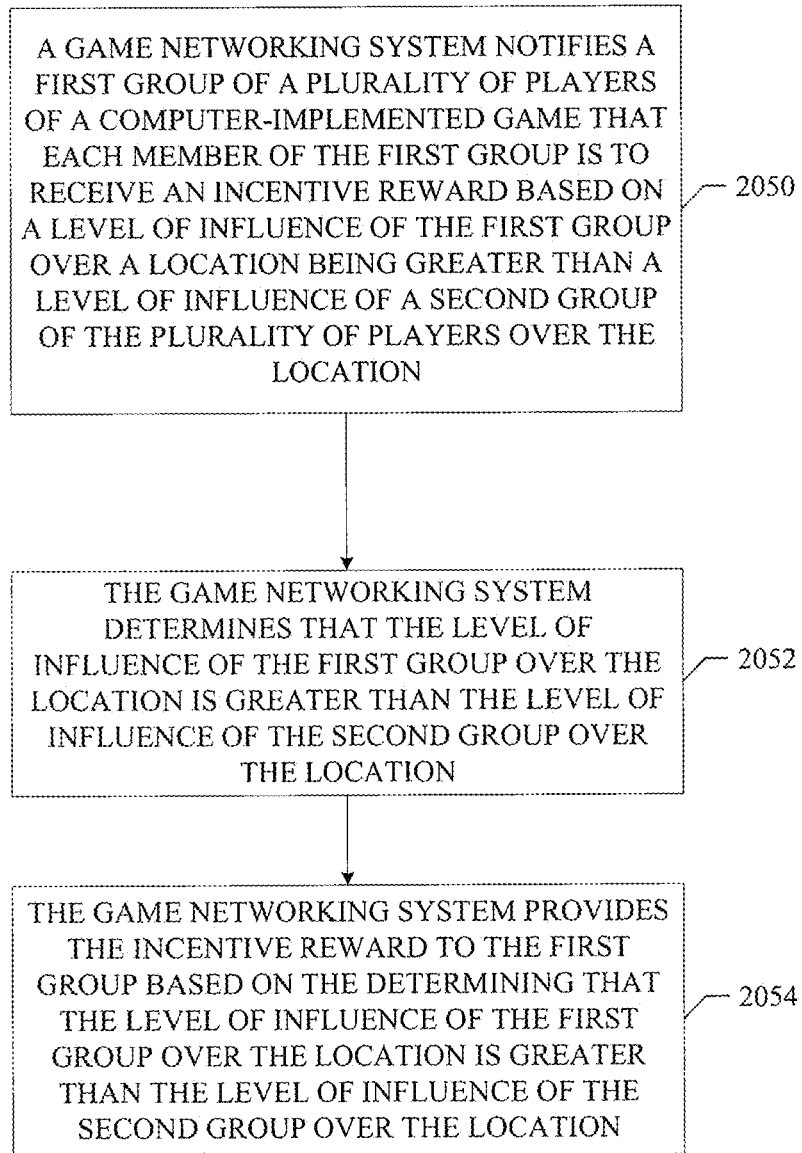 A GAME NETWORKING SYSTEM NOTIFIES A
FIRST GROUP OF A PLURALITY OF PLAYERS
OF A COMPUTER-IMPLEMENTED GAME THAT
EACH MEMBER OF THE FIRST GROUP IS TO
RECEIVE AN INCENTIVE REWARD BASED ON
A LEVEL OF INFLUENCE OF THE FIRST GROUP
OVER A LOCATION BEING GREATER THAN A
LEVEL OF INFLUENCE OF A SECOND GROUP
OF THE PLURALITY OF PLAYERS OVER THE
LOCATION
2050
THE GAME NETWORKING SYSTEM
DETERMINES THAT THE LEVEL OF
INFLUENCE OF THE FIRST GROUP OVER THE
LOCATION IS GREATER THAN THE LEVEL OF
INFLUENCE OF THE SECOND GROUP OVER
THE LOCATION
2052
THE GAME NETWORKING SYSTEM PROVIDES
THE INCENTIVE REWARD TO THE FIRST
GROUP BASED ON THE DETERMINING THAT
THE LEVEL OF INFLUENCE OF THE FIRST
GROUP OVER THE LOCATION IS GREATER
THAN THE LEVEL OF INFLUENCE OF THE
SECOND GROUP OVER THE LOCATION
2054